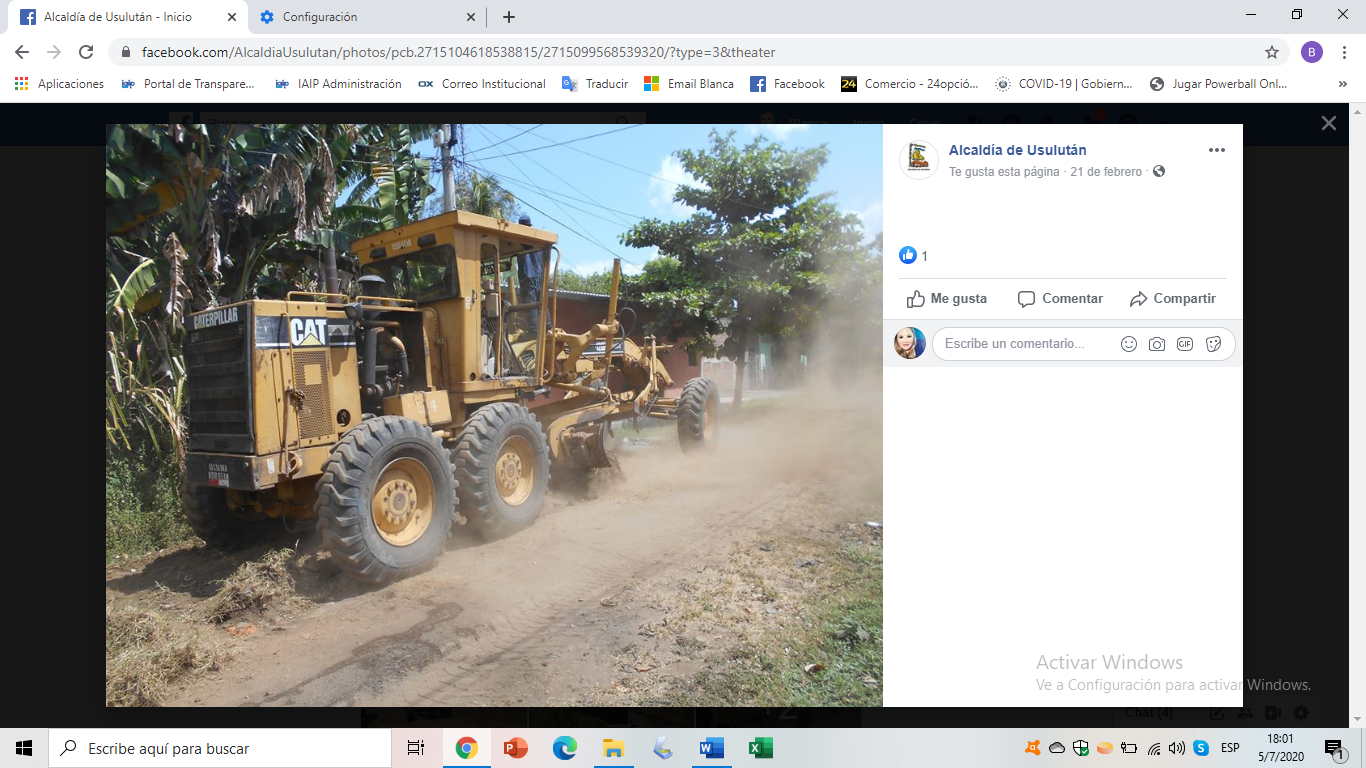 Alcaldía de Usulután - Inicio
Configuración
facebook.com/AlcaldiaUsulutan/photos/pcb.2715104618538815/2715099568539320/?type=3&theater
B
Aplicaciones
Portal de Transpare...
IAIP Administración
Correo Institucional
Traducir
Email Blanca
Facebook
24
Comercio - 24opció...
COVID-19 | Gobiern...
Jugar Powerball Onl...
CATERPILLAR
CAT
Alcaldía de Usulután
Te gusta esta página · 21 de febrero ·
1
Me gusta
Comentar
Compartir
Escribe un comentario...
GIF
Activar Windows
Ve a Configuración para activar Windows.
Chat (4)
Escribe aquí para buscar
ESP
18:01
5/7/2020
1